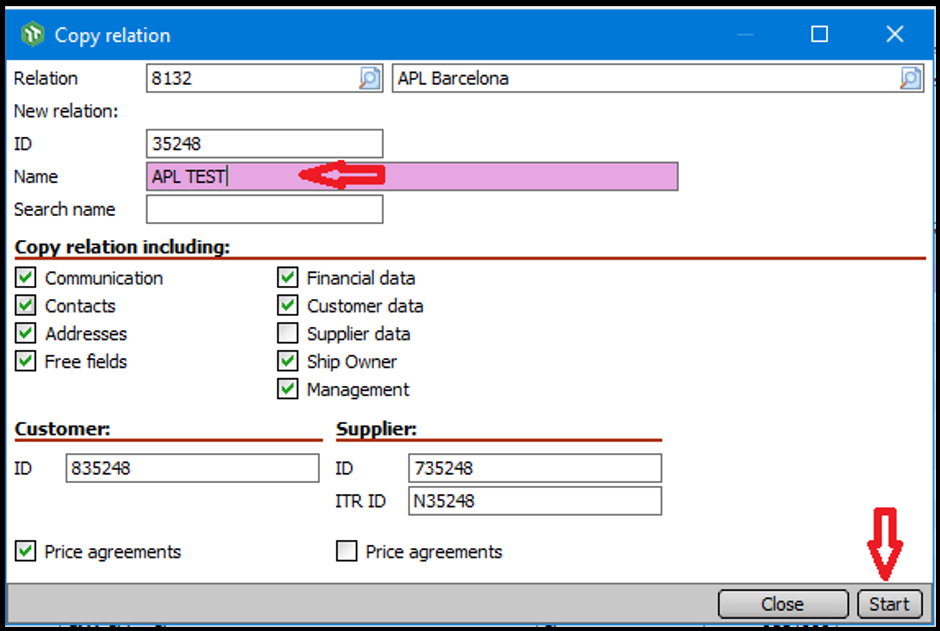 Copy relation
Relation 8132 APL Barcelona
New relation:
ID 35248
Name APL TEST
Search name
Copy relation including:
Communication Financial data
Contacts Customer data
Addresses Supplier data
Free fields Ship Owner
Management
Customer: Supplier:
ID 835248 ID 735248
ITR ID N35248
Price agreements Price agreements
Close Start